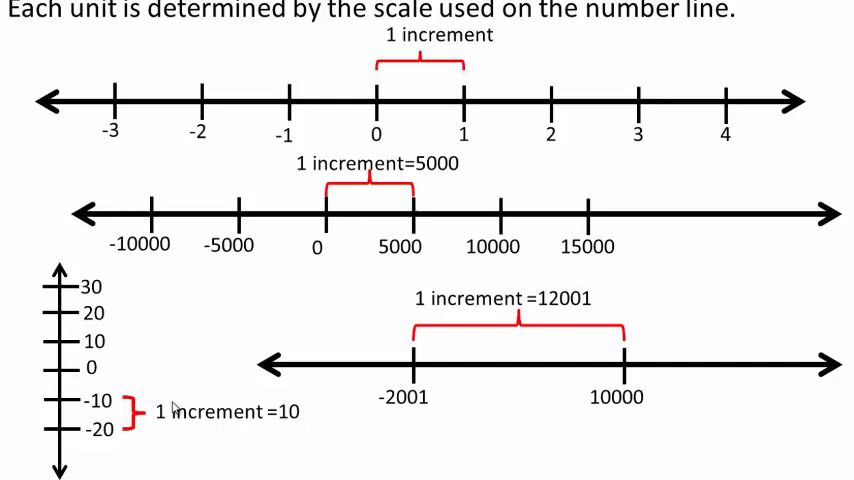 Each unit is determined by the scale used on the number line.
1 increment
-3 -2 -1 0 1 2 3 4
1 increment=5000
-10000 -5000 0 5000 10000 15000
30
20
10
0
-10
-20
1 increment =10
1 increment =12001
-2001 10000